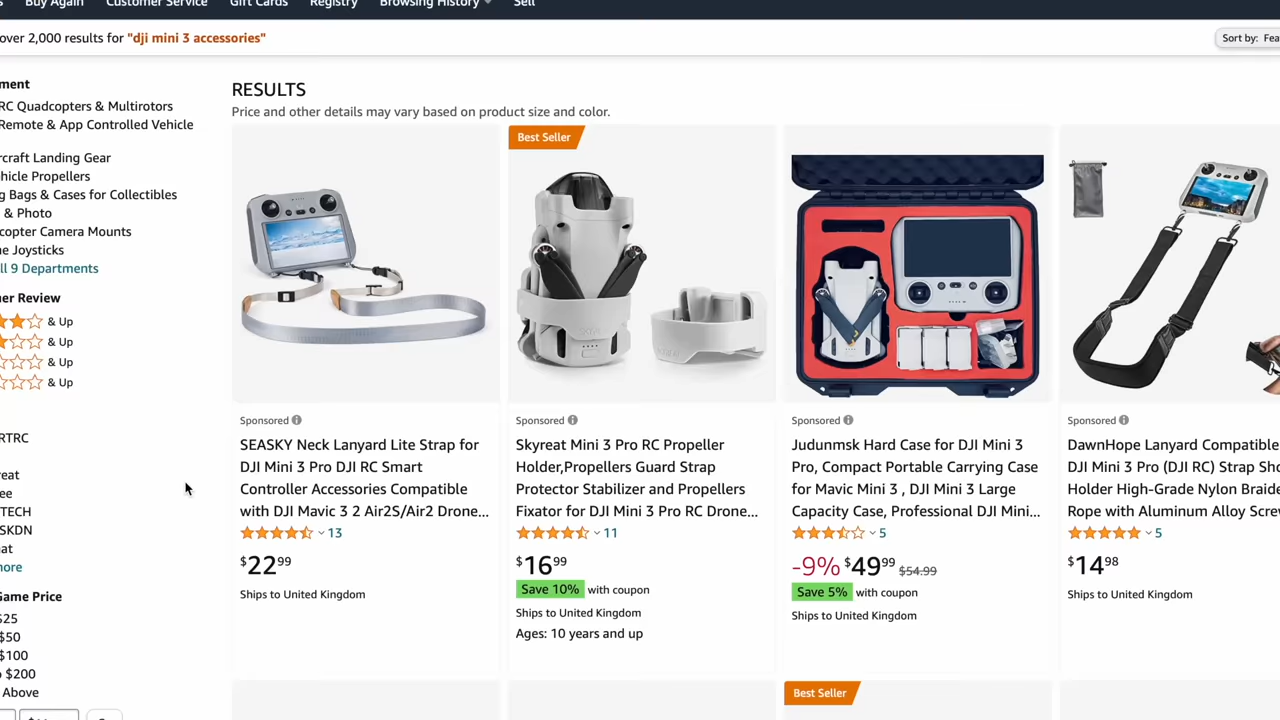 Buy Again
Customer Service
Gift Cards
Registry
Browsing History
Sell
over 2,000 results for "dji mini 3 accessories"
Sort by: Fea
ment
RC Quadcopters & Multirotors
Remote & App Controlled Vehicle
rcraft Landing Gear
hicle Propellers
g Bags & Cases for Collectibles
& Photo
copter Camera Mounts
ne Joysticks
ll 9 Departments
er Review
& Up
& Up
& Up
& Up
RTRC
eat
ee
TECH
SKDN
at
more
Game Price
$25
$50
$100
$200
Above
RESULTS
Price and other details may vary based on product size and color.
Sponsored
SEASKY Neck Lanyard Lite Strap for
DJI Mini 3 Pro DJI RC Smart
Controller Accessories Compatible
with DJI Mavic 3 2 Air2S/Air2 Drone...
13
$22 99
Ships to United Kingdom
Best Seller
Sponsored
Skyreat Mini 3 Pro RC Propeller
Holder,Propellers Guard Strap
Protector Stabilizer and Propellers
Fixator for DJI Mini 3 Pro RC Drone...
11
$16 99
Save 10% with coupon
Ships to United Kingdom
Ages: 10 years and up
Sponsored
Judunmsk Hard Case for DJI Mini 3
Pro, Compact Portable Carrying Case
for Mavic Mini 3 , DJI Mini 3 Large
Capacity Case, Professional DJI Mini...
5
-9% $49 99 $54.99
Save 5% with coupon
Ships to United Kingdom
Sponsored
DawnHope Lanyard Compatible
DJI Mini 3 Pro (DJI RC) Strap Sho
Holder High-Grade Nylon Braide
Rope with Aluminum Alloy Screw
5
$14 98
Ships to United Kingdom
Best Seller